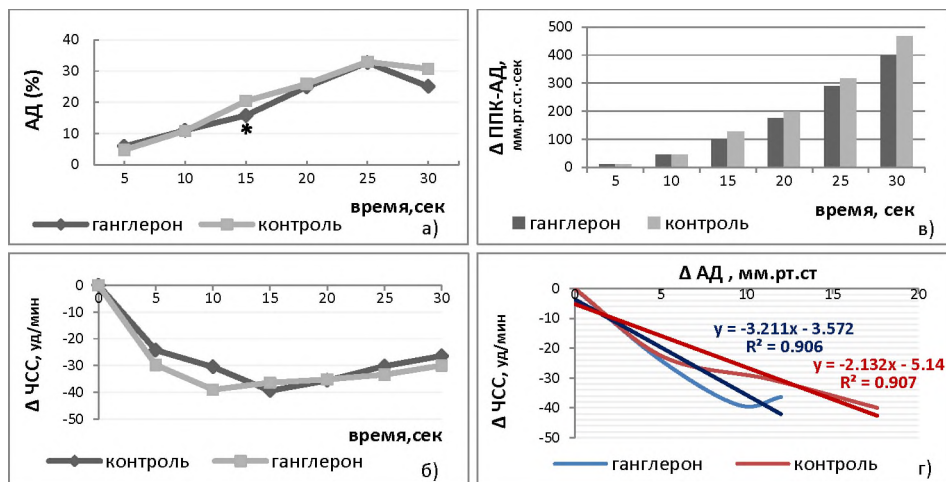 АД (%)
40
30
20
10
0
5 10 15 20 25 30
*
время,сек
ганглерон контроль
а)
Δ ППК-АД,
мм.рт.ст.·сек
500
400
300
200
100
0
5 10 15 20 25 30
время, сек
ганглерон контроль
в)
Δ ЧСС, уд/мин
0
-10
-20
-30
-40
-50
0 5 10 15 20 25 30
время,сек
контроль ганглерон
б)
Δ АД , мм.рт.ст
0 5 10 15 20
Δ ЧСС, уд/мин
0
-10
-20
-30
-40
-50
y = -3.211x - 3.572
R² = 0.906
y = -2.132x - 5.14
R² = 0.907
ганглерон контроль
г)